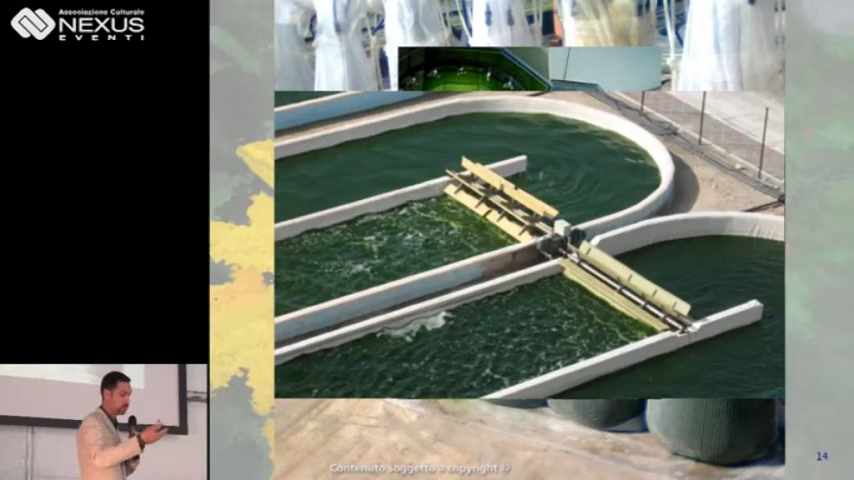 Associazione Culturale
NEXUS
EVENTI
14
Contenuto soggetto a copyright ©